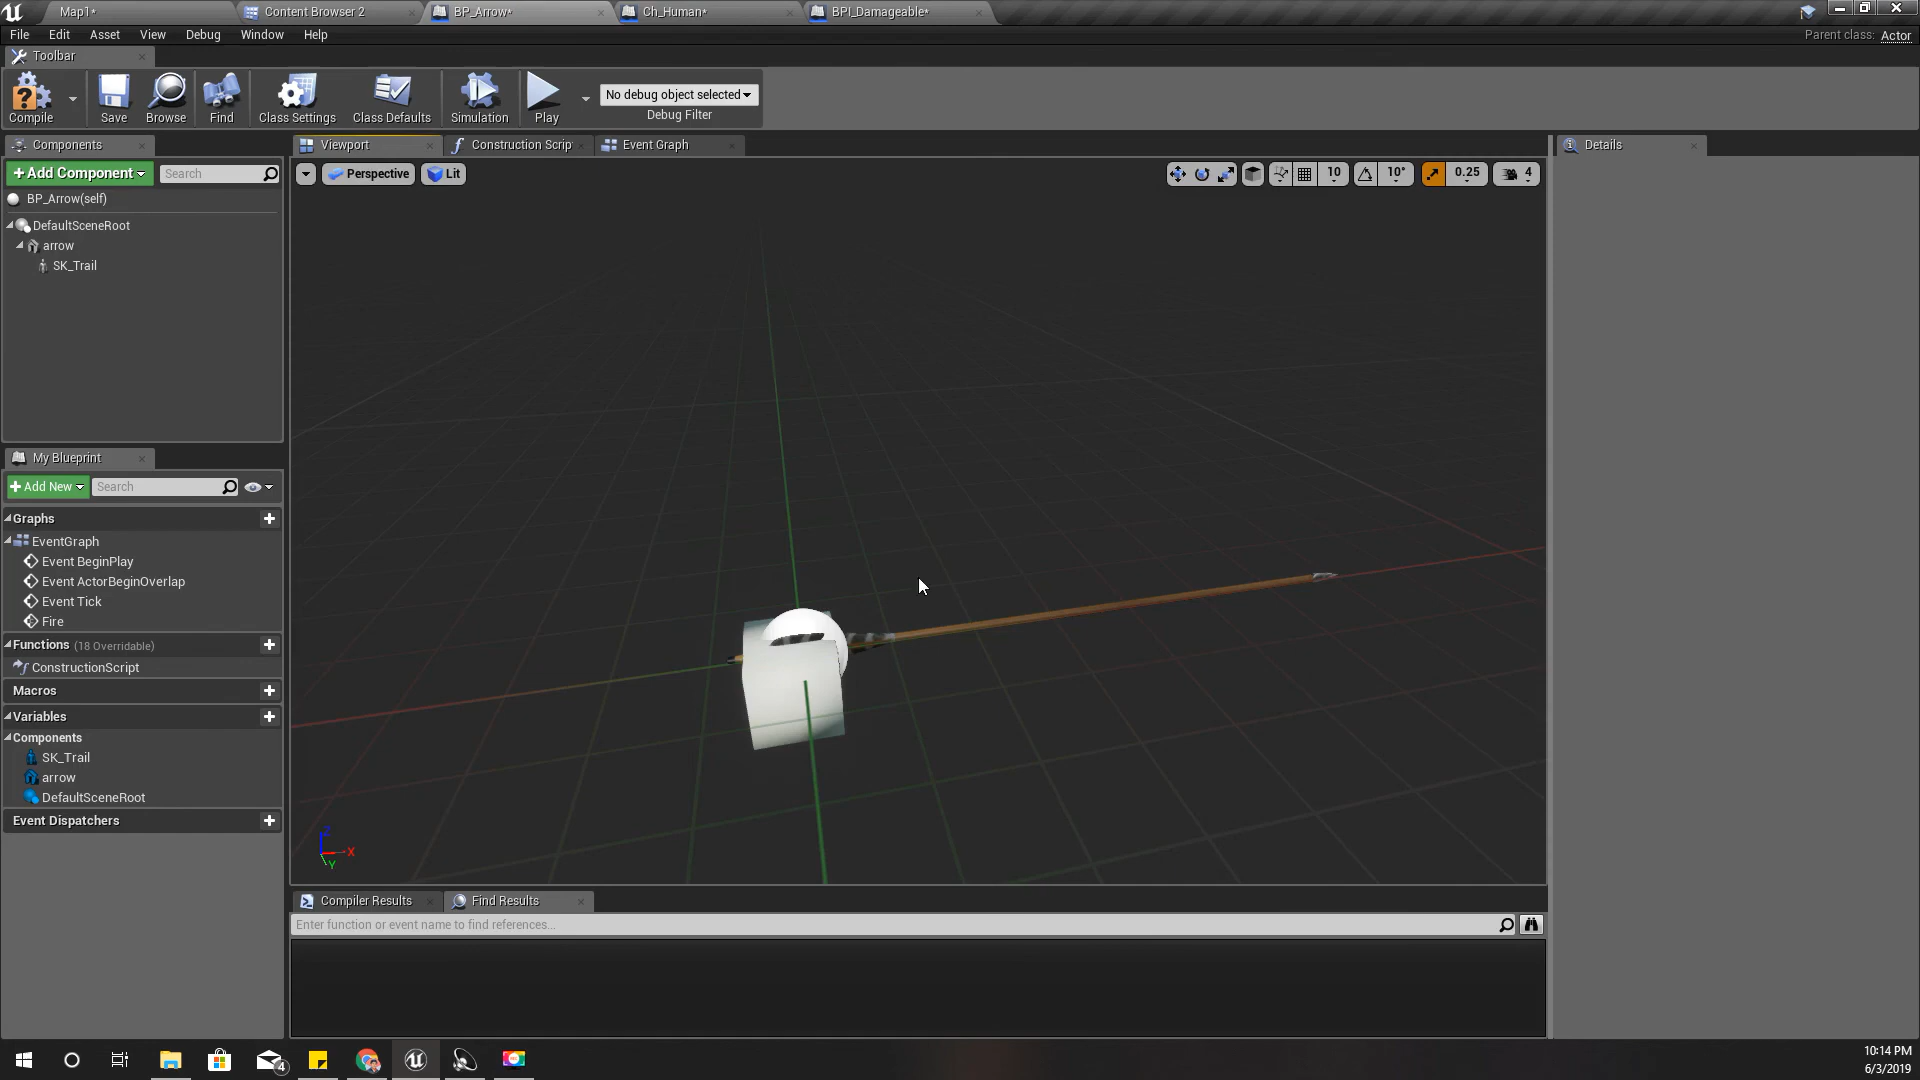 Map1*
Content Browser 2
BP_Arrow*
Ch_Human*
BPI_Damageable*
File Edit Asset View Debug Window Help
Parent class: Actor
Toolbar
Compile
Save
Browse
Find
Class Settings
Class Defaults
Simulation
Play
No debug object selected
Debug Filter
Components
+ Add Component
Search
BP_Arrow(self)
DefaultSceneRoot
arrow
SK_Trail
My Blueprint
+ Add New
Search
Graphs
EventGraph
Event BeginPlay
Event ActorBeginOverlap
Event Tick
Fire
Functions (18 Overridable)
ConstructionScript
Macros
Variables
Components
SK_Trail
arrow
DefaultSceneRoot
Event Dispatchers
Viewport
Construction Scrip
Event Graph
Perspective
Lit
10
10°
0.25
4
Z
X
Y
Compiler Results
Find Results
Enter function or event name to find references...
Details
4
10:14 PM
6/3/2019